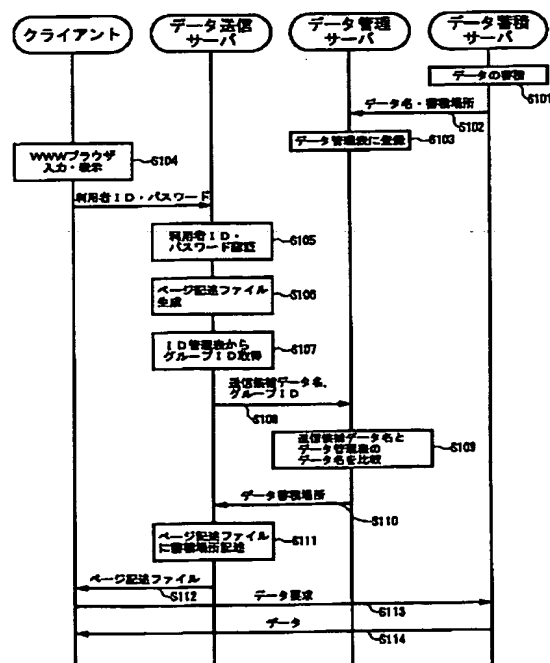 クライアント
データ送信
サーバ
データ管理
サーバ
データ蓄積
サーバ
データの蓄積
S101
データ名・蓄積場所
S102
データ管理表に登録
S103
WWWブラウザ
入力・表示
S104
利用者ID・パスワード
利用者ID・
パスワード認証
S105
ページ記述ファイル
生成
S106
ID管理表から
グループID取得
S107
送信候補データ名、
グループID
S108
送信候補データ名と
データ管理表の
データ名を比較
S109
データ蓄積場所
S110
ページ記述ファイル
に蓄積場所記述
S111
ページ記述ファイル
S112
データ要求
S113
データ
S114